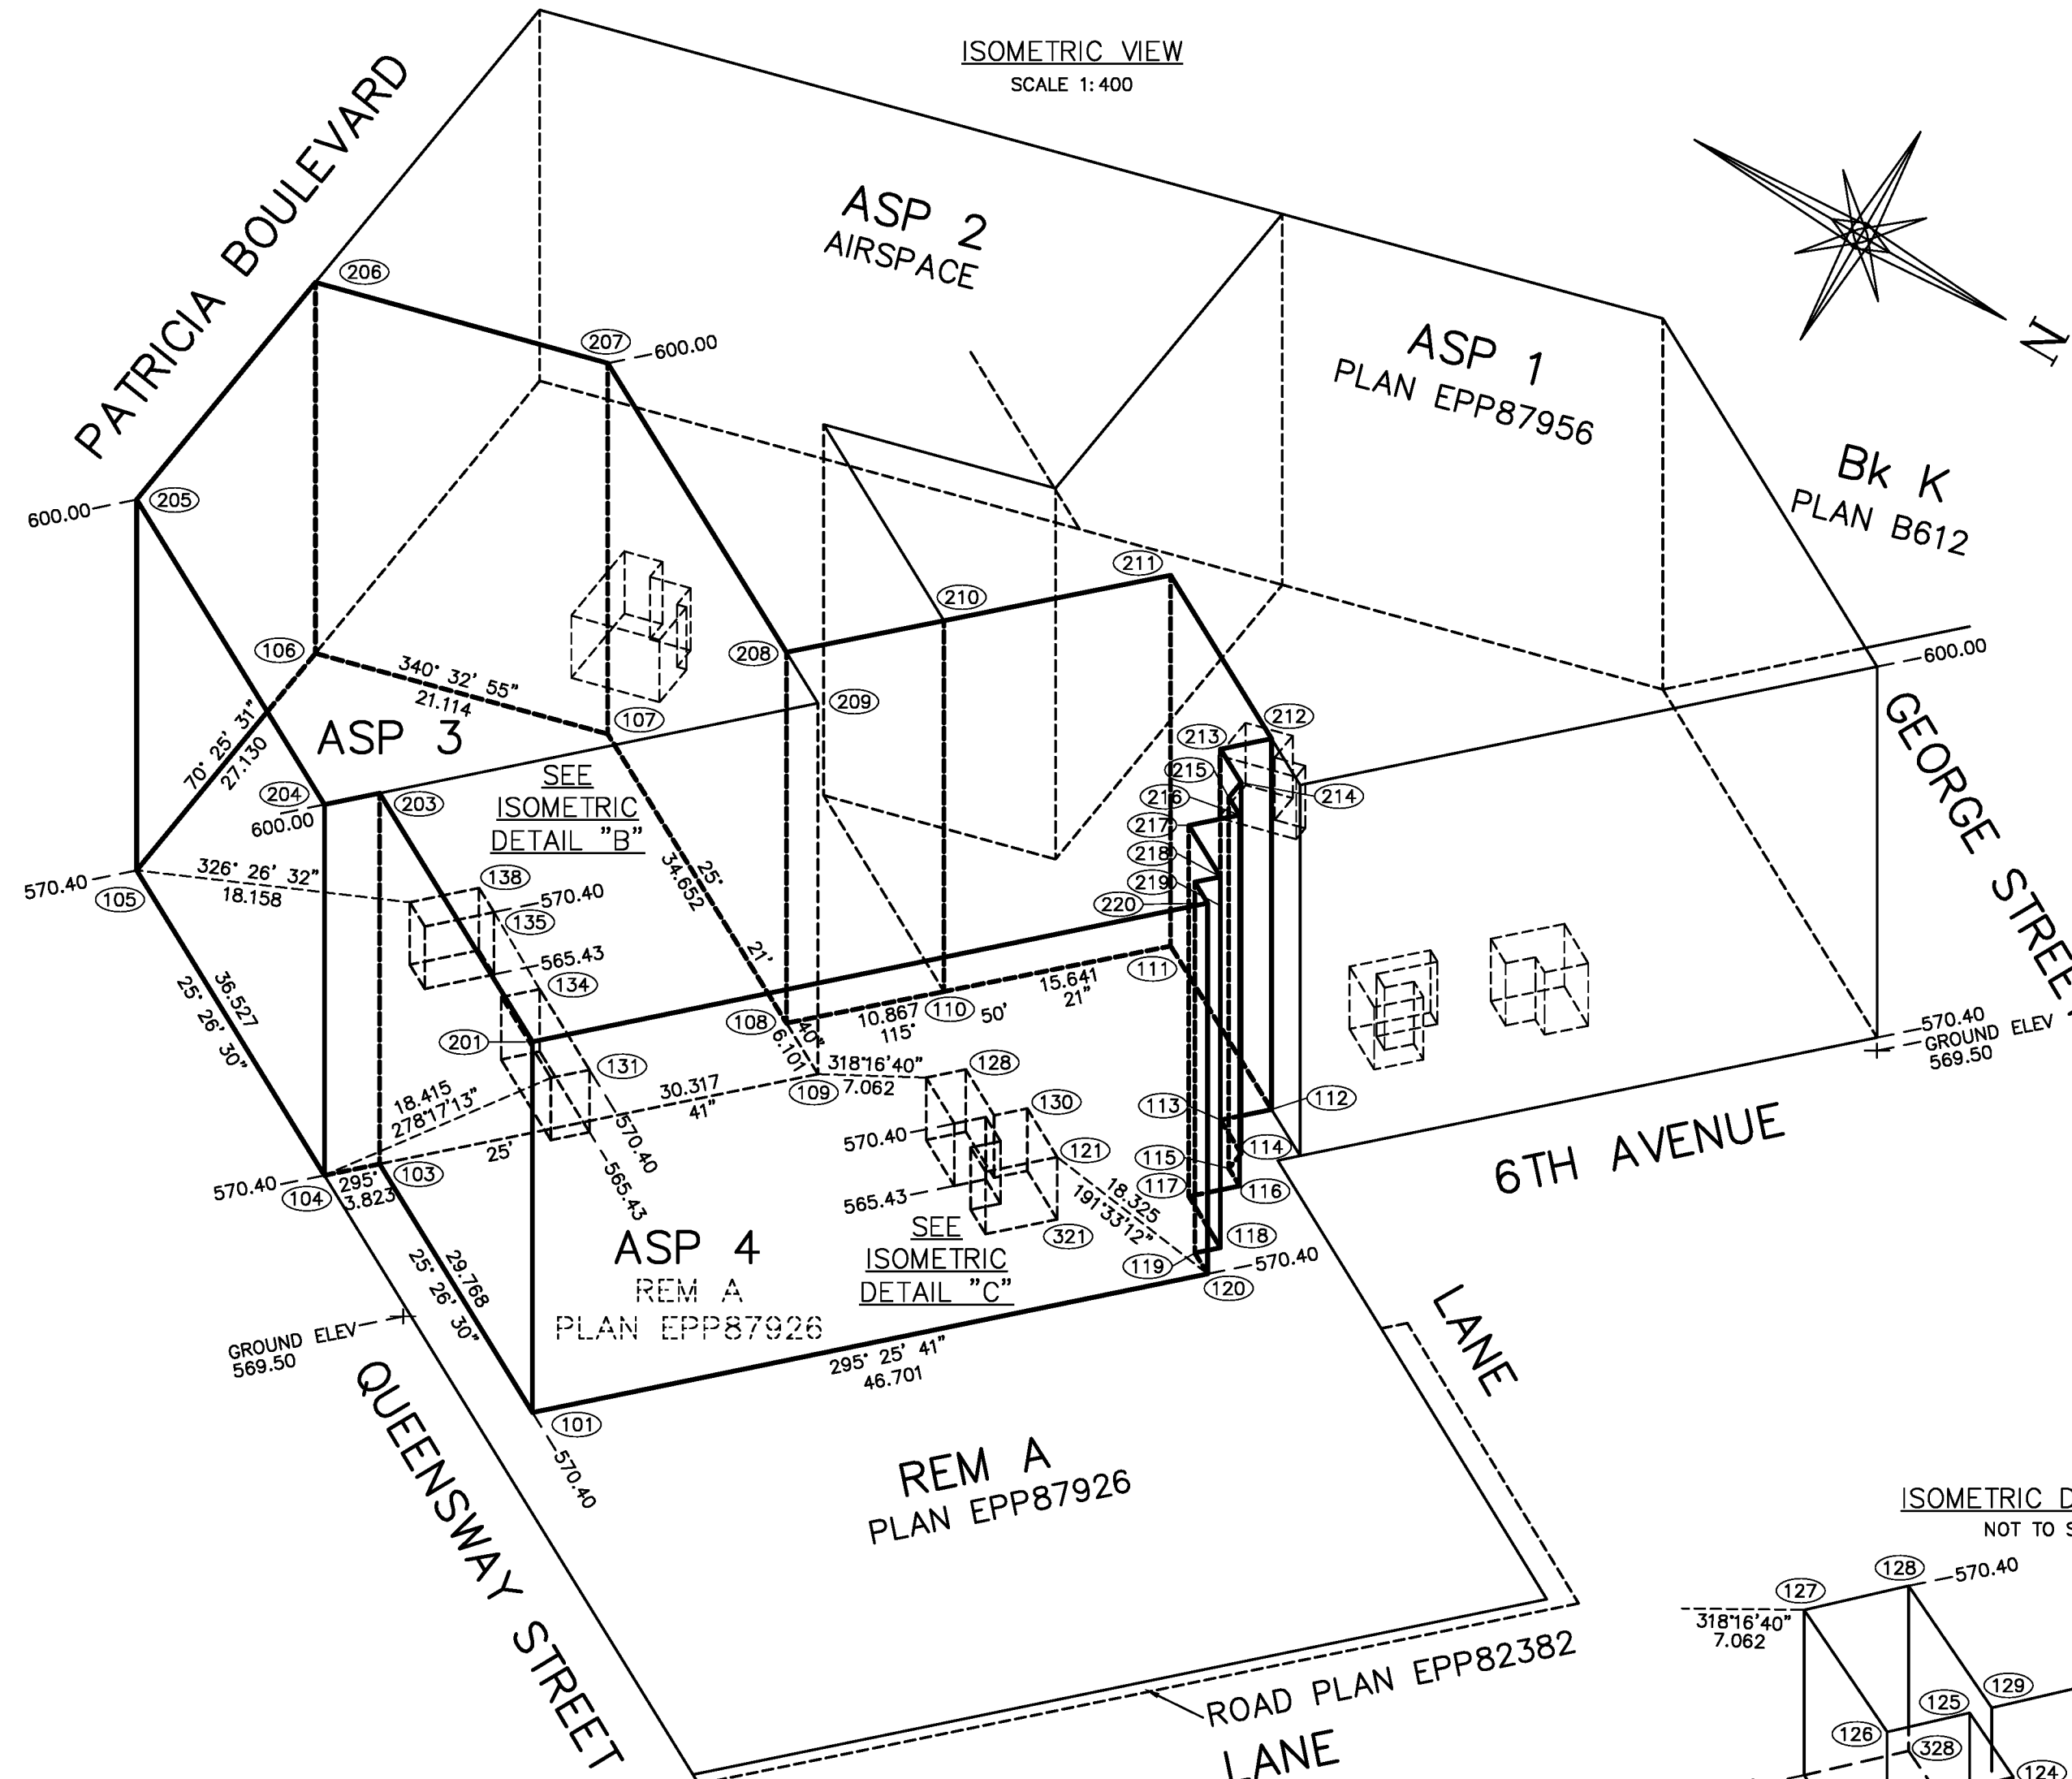 ISOMETRIC VIEW
SCALE 1:400
PATRICIA BOULEVARD
ASP 2
AIRSPACE
ASP 1
PLAN EPP87956
Bk K
PLAN B612
N
206
207
600.00
205
600.00
211
210
208
209
106
340° 32' 55"
21.114
107
70° 25' 31"
27.130
ASP 3
204
600.00
203
SEE
ISOMETRIC
DETAIL "B"
212
213
215
214
216
217
218
219
220
600.00
GEORGE STREET
570.40
105
326° 26' 32"
18.158
138
570.40
135
565.43
134
25°
34.652
21'
40"
6.101
111
15.641
21"
110
50'
10.867
115°
108
201
131
36.527
25° 26' 30"
18.415
278°17'13"
30.317
41"
25'
109
318°16'40"
7.062
128
130
121
570.40
565.43
113
112
114
115
116
117
118
119
120
570.40
18.325
191°33'12"
321
570.40
GROUND ELEV
569.50
6TH AVENUE
570.40
104
295°
3.823
103
570.40
565.43
29.768
25° 26' 30"
ASP 4
REM A
PLAN EPP87926
SEE
ISOMETRIC
DETAIL "C"
GROUND ELEV
569.50
295° 25' 41"
46.701
101
570.40
LANE
QUEENSWAY STREET
REM A
PLAN EPP87926
ROAD PLAN EPP82382
LANE
ISOMETRIC D
NOT TO S
128
570.40
127
318°16'40"
7.062
129
125
126
328
124